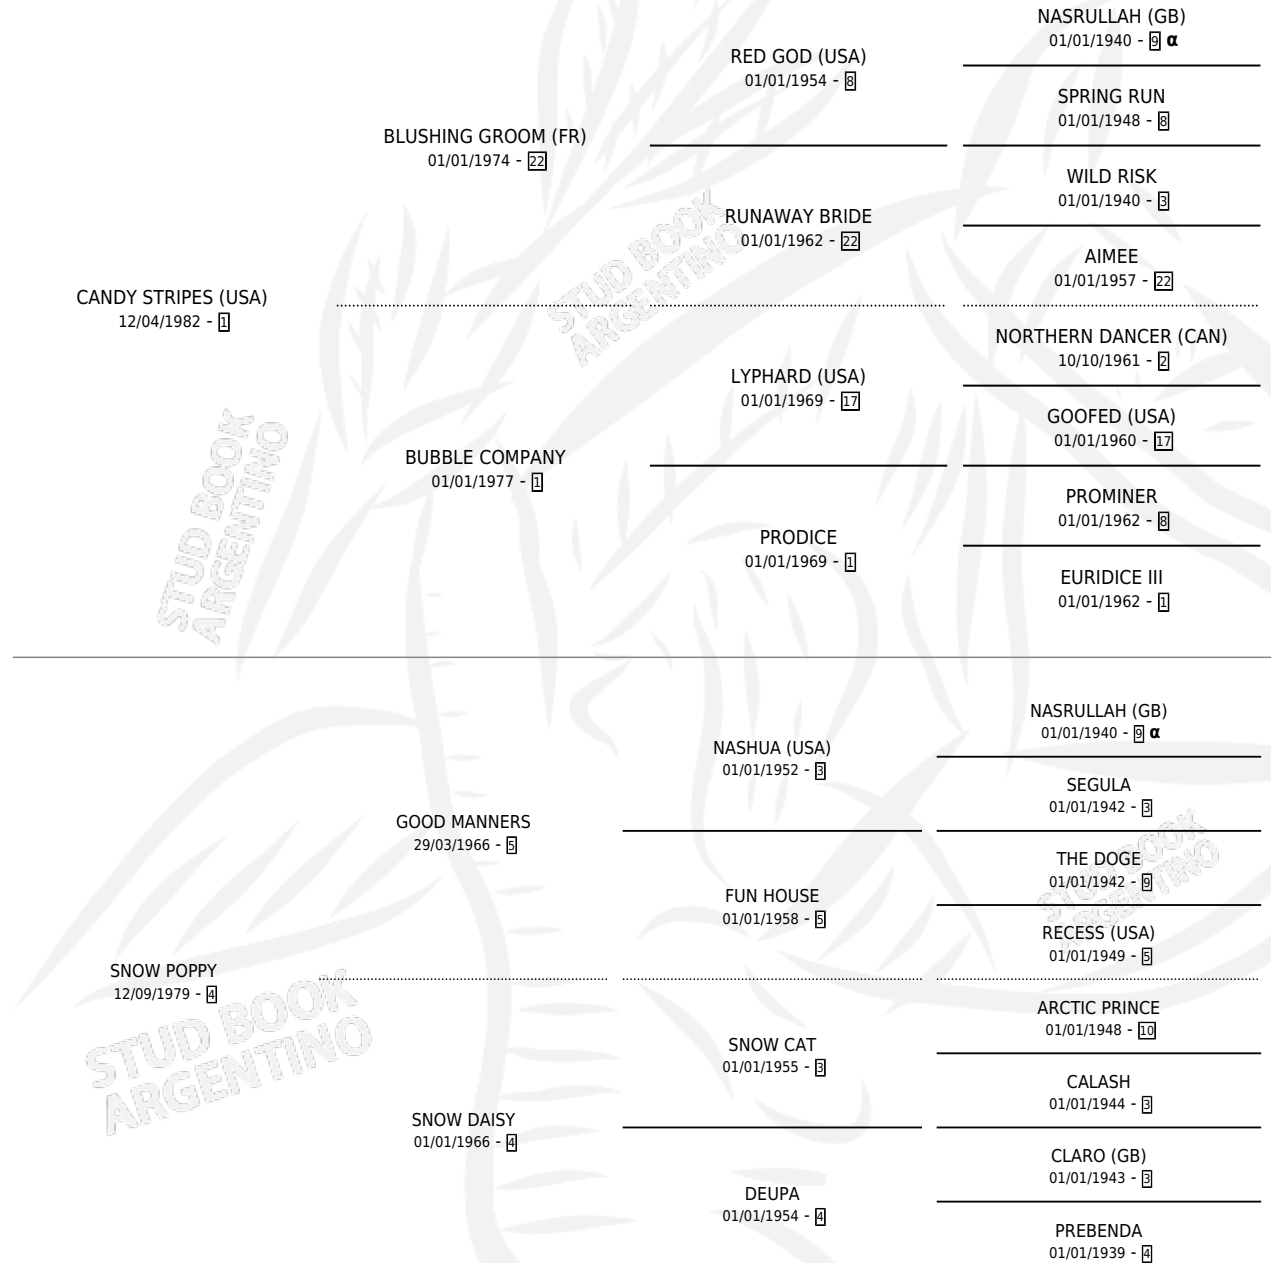 NASRULLAH (GB)
01/01/1940 - 9 α
RED GOD (USA)
01/01/1954 - 8
SPRING RUN
01/01/1948 - 8
BLUSHING GROOM (FR)
01/01/1974 - 22
WILD RISK
01/01/1940 - 3
RUNAWAY BRIDE
01/01/1962 - 22
AIMEE
01/01/1957 - 22
CANDY STRIPES (USA)
12/04/1982 - 1
NORTHERN DANCER (CAN)
10/10/1961 - 2
LYPHARD (USA)
01/01/1969 - 17
GOOFED (USA)
01/01/1960 - 17
BUBBLE COMPANY
01/01/1977 - 1
PROMINER
01/01/1962 - 8
PRODICE
01/01/1969 - 1
EURIDICE III
01/01/1962 - 1
NASRULLAH (GB)
01/01/1940 - 9 α
NASHUA (USA)
01/01/1952 - 3
SEGULA
01/01/1942 - 3
GOOD MANNERS
29/03/1966 - 5
THE DOGE
01/01/1942 - 9
FUN HOUSE
01/01/1958 - 5
RECESS (USA)
01/01/1949 - 5
SNOW POPPY
12/09/1979 - 4
ARCTIC PRINCE
01/01/1948 - 10
SNOW CAT
01/01/1955 - 3
CALASH
01/01/1944 - 3
SNOW DAISY
01/01/1966 - 4
CLARO (GB)
01/01/1943 - 3
DEUPA
01/01/1954 - 4
PREBENDA
01/01/1939 - 4
STUD BOOK
ARGENTINO
STUD BOOK
ARGENTINO
STUD BOOK
ARGENTINO
STUD BOOK
ARGENTINO